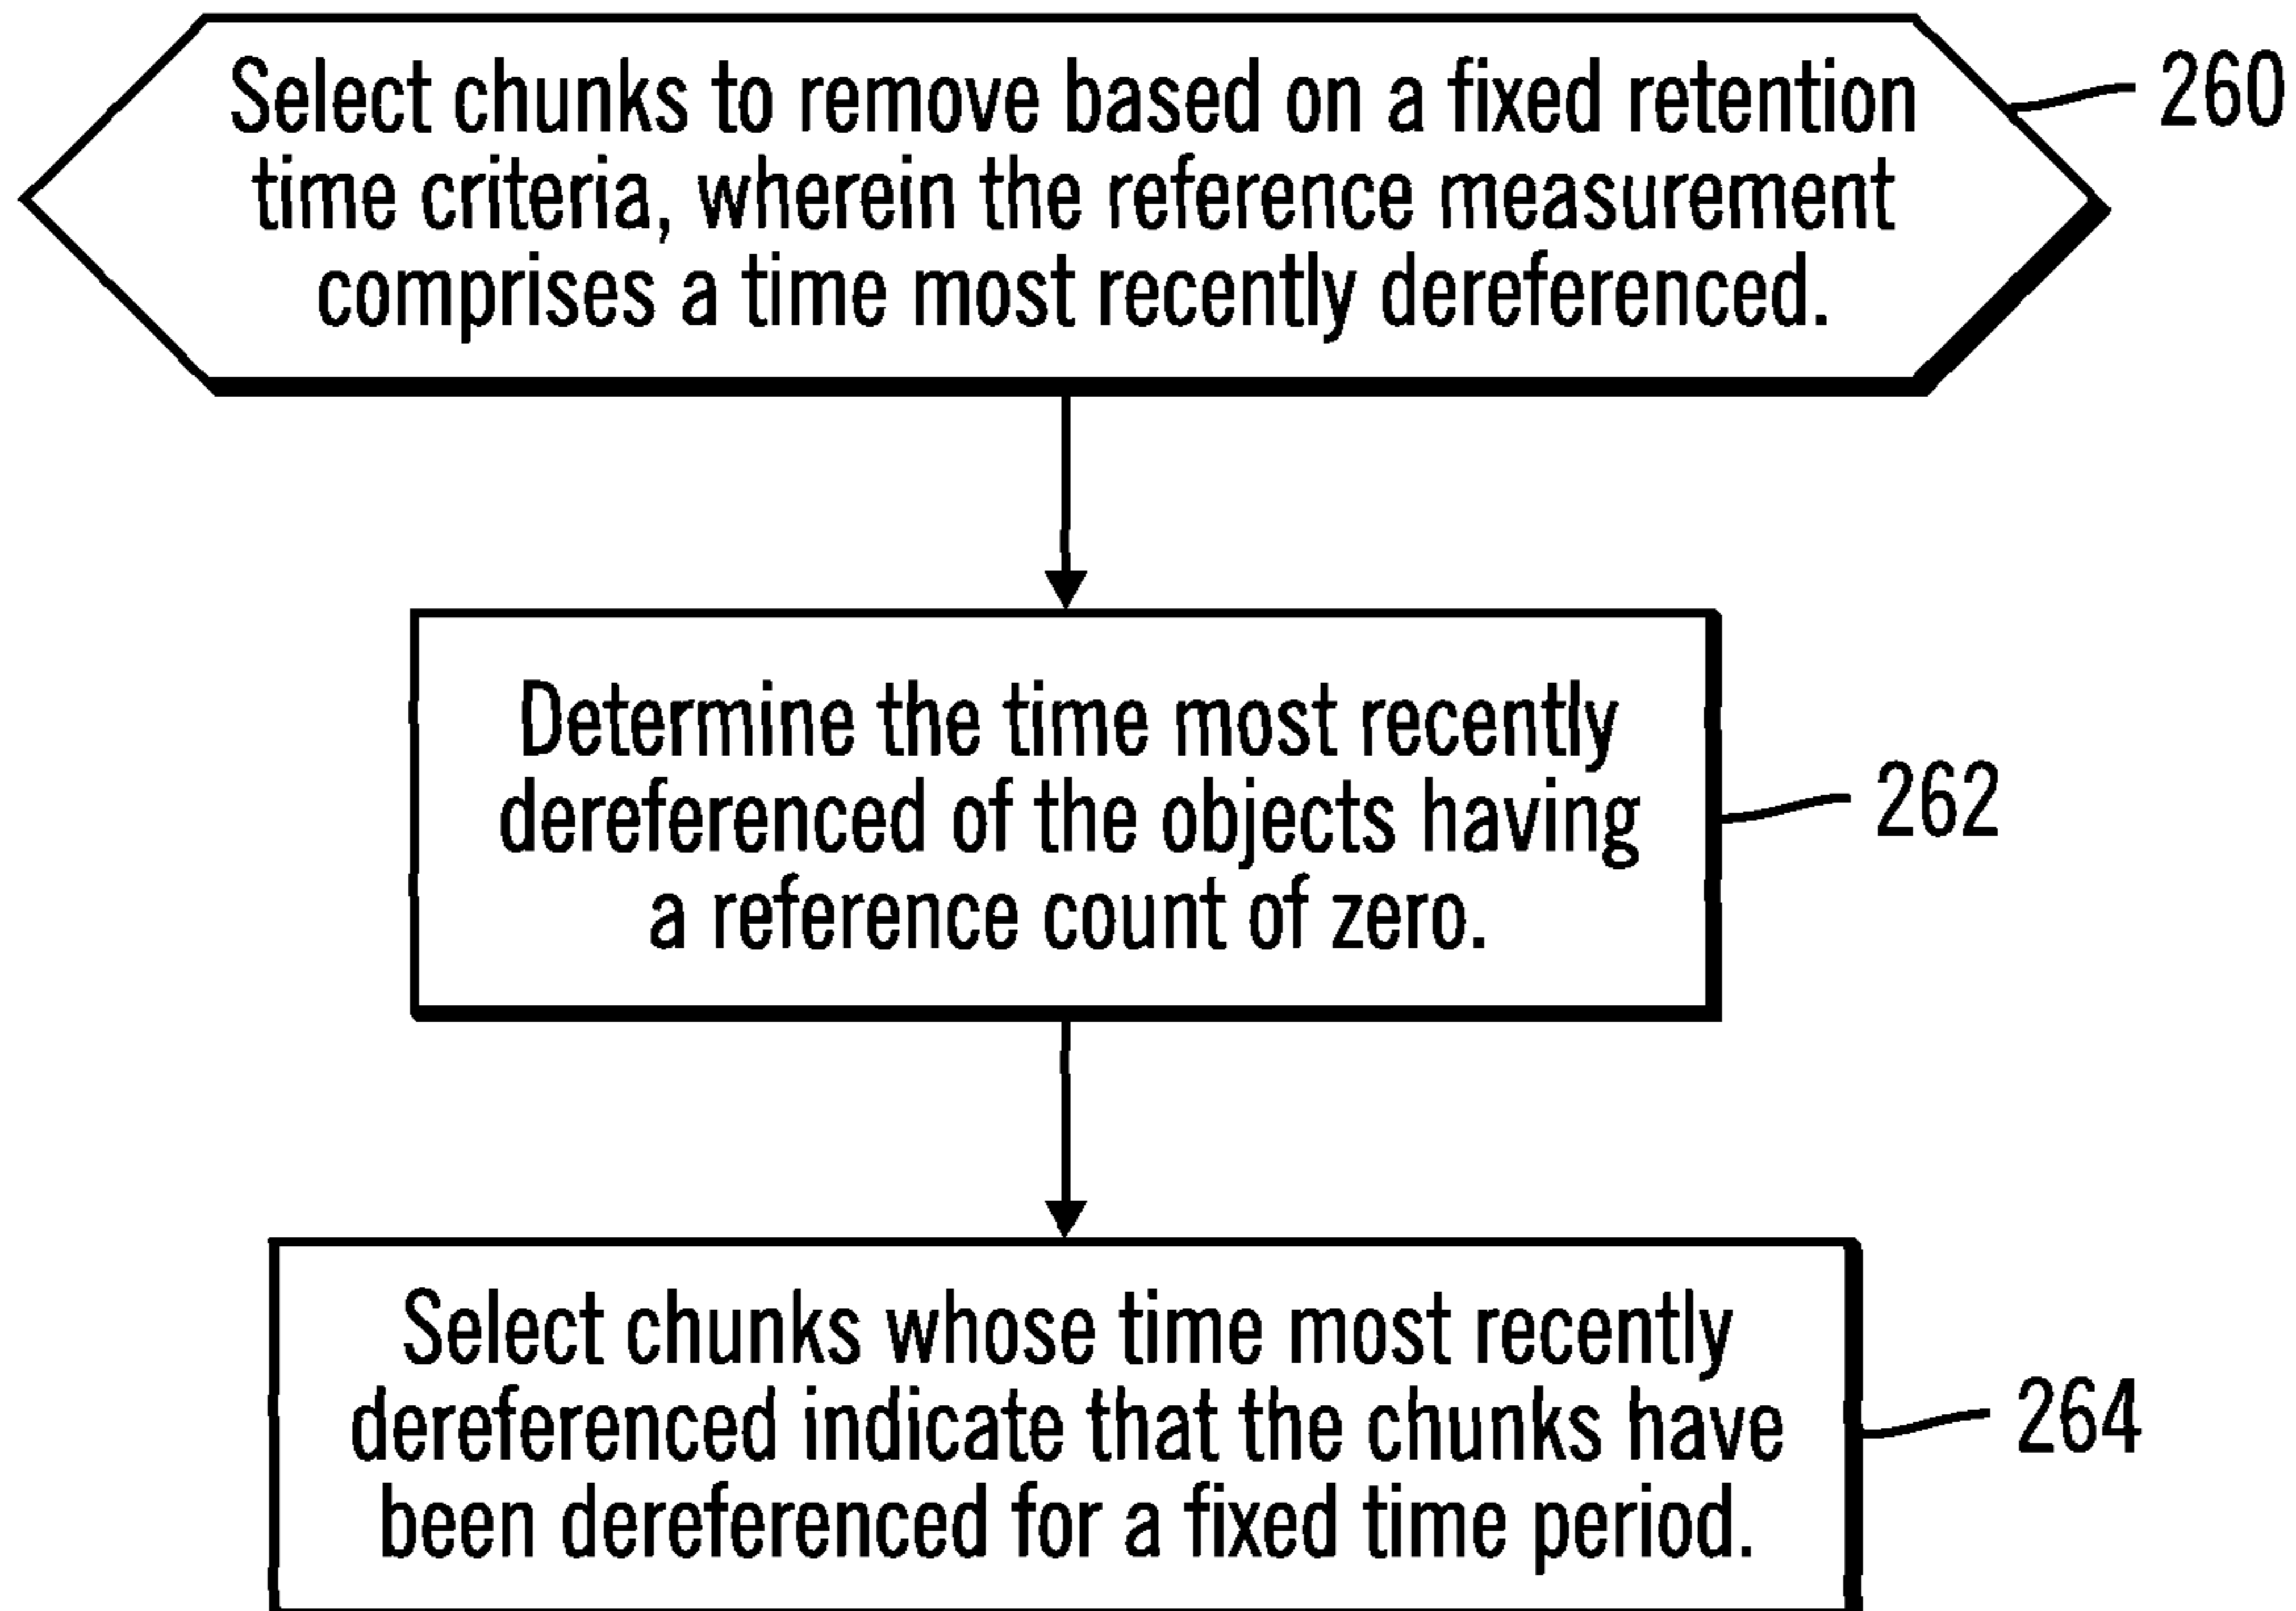 Select chunks to remove based on a fixed retention
time criteria, wherein the reference measurement
comprises a time most recently dereferenced.
260
Determine the time most recently
dereferenced of the objects having
a reference count of zero.
262
Select chunks whose time most recently
dereferenced indicate that the chunks have
been dereferenced for a fixed time period.
264